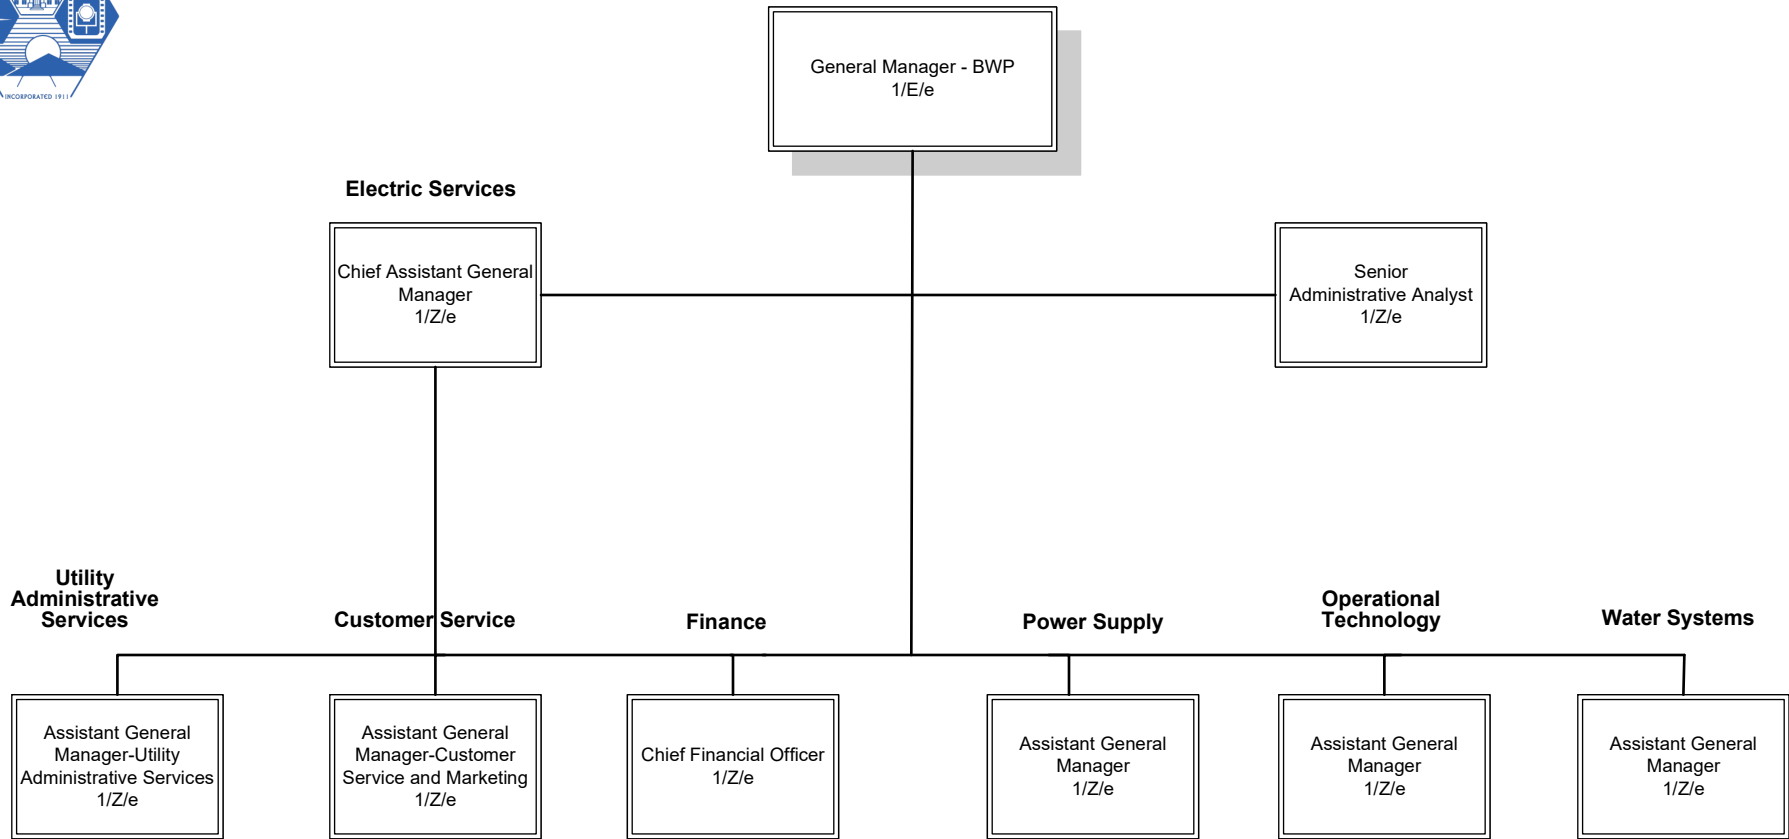 INCORPORATED 1911
General Manager - BWP
1/E/e
Electric Services
Chief Assistant General
Manager
1/Z/e
Senior
Administrative Analyst
1/Z/e
Utility
Administrative
Services
Customer Service
Finance
Power Supply
Operational
Technology
Water Systems
Assistant General
Manager-Utility
Administrative Services
1/Z/e
Assistant General
Manager-Customer
Service and Marketing
1/Z/e
Chief Financial Officer
1/Z/e
Assistant General
Manager
1/Z/e
Assistant General
Manager
1/Z/e
Assistant General
Manager
1/Z/e